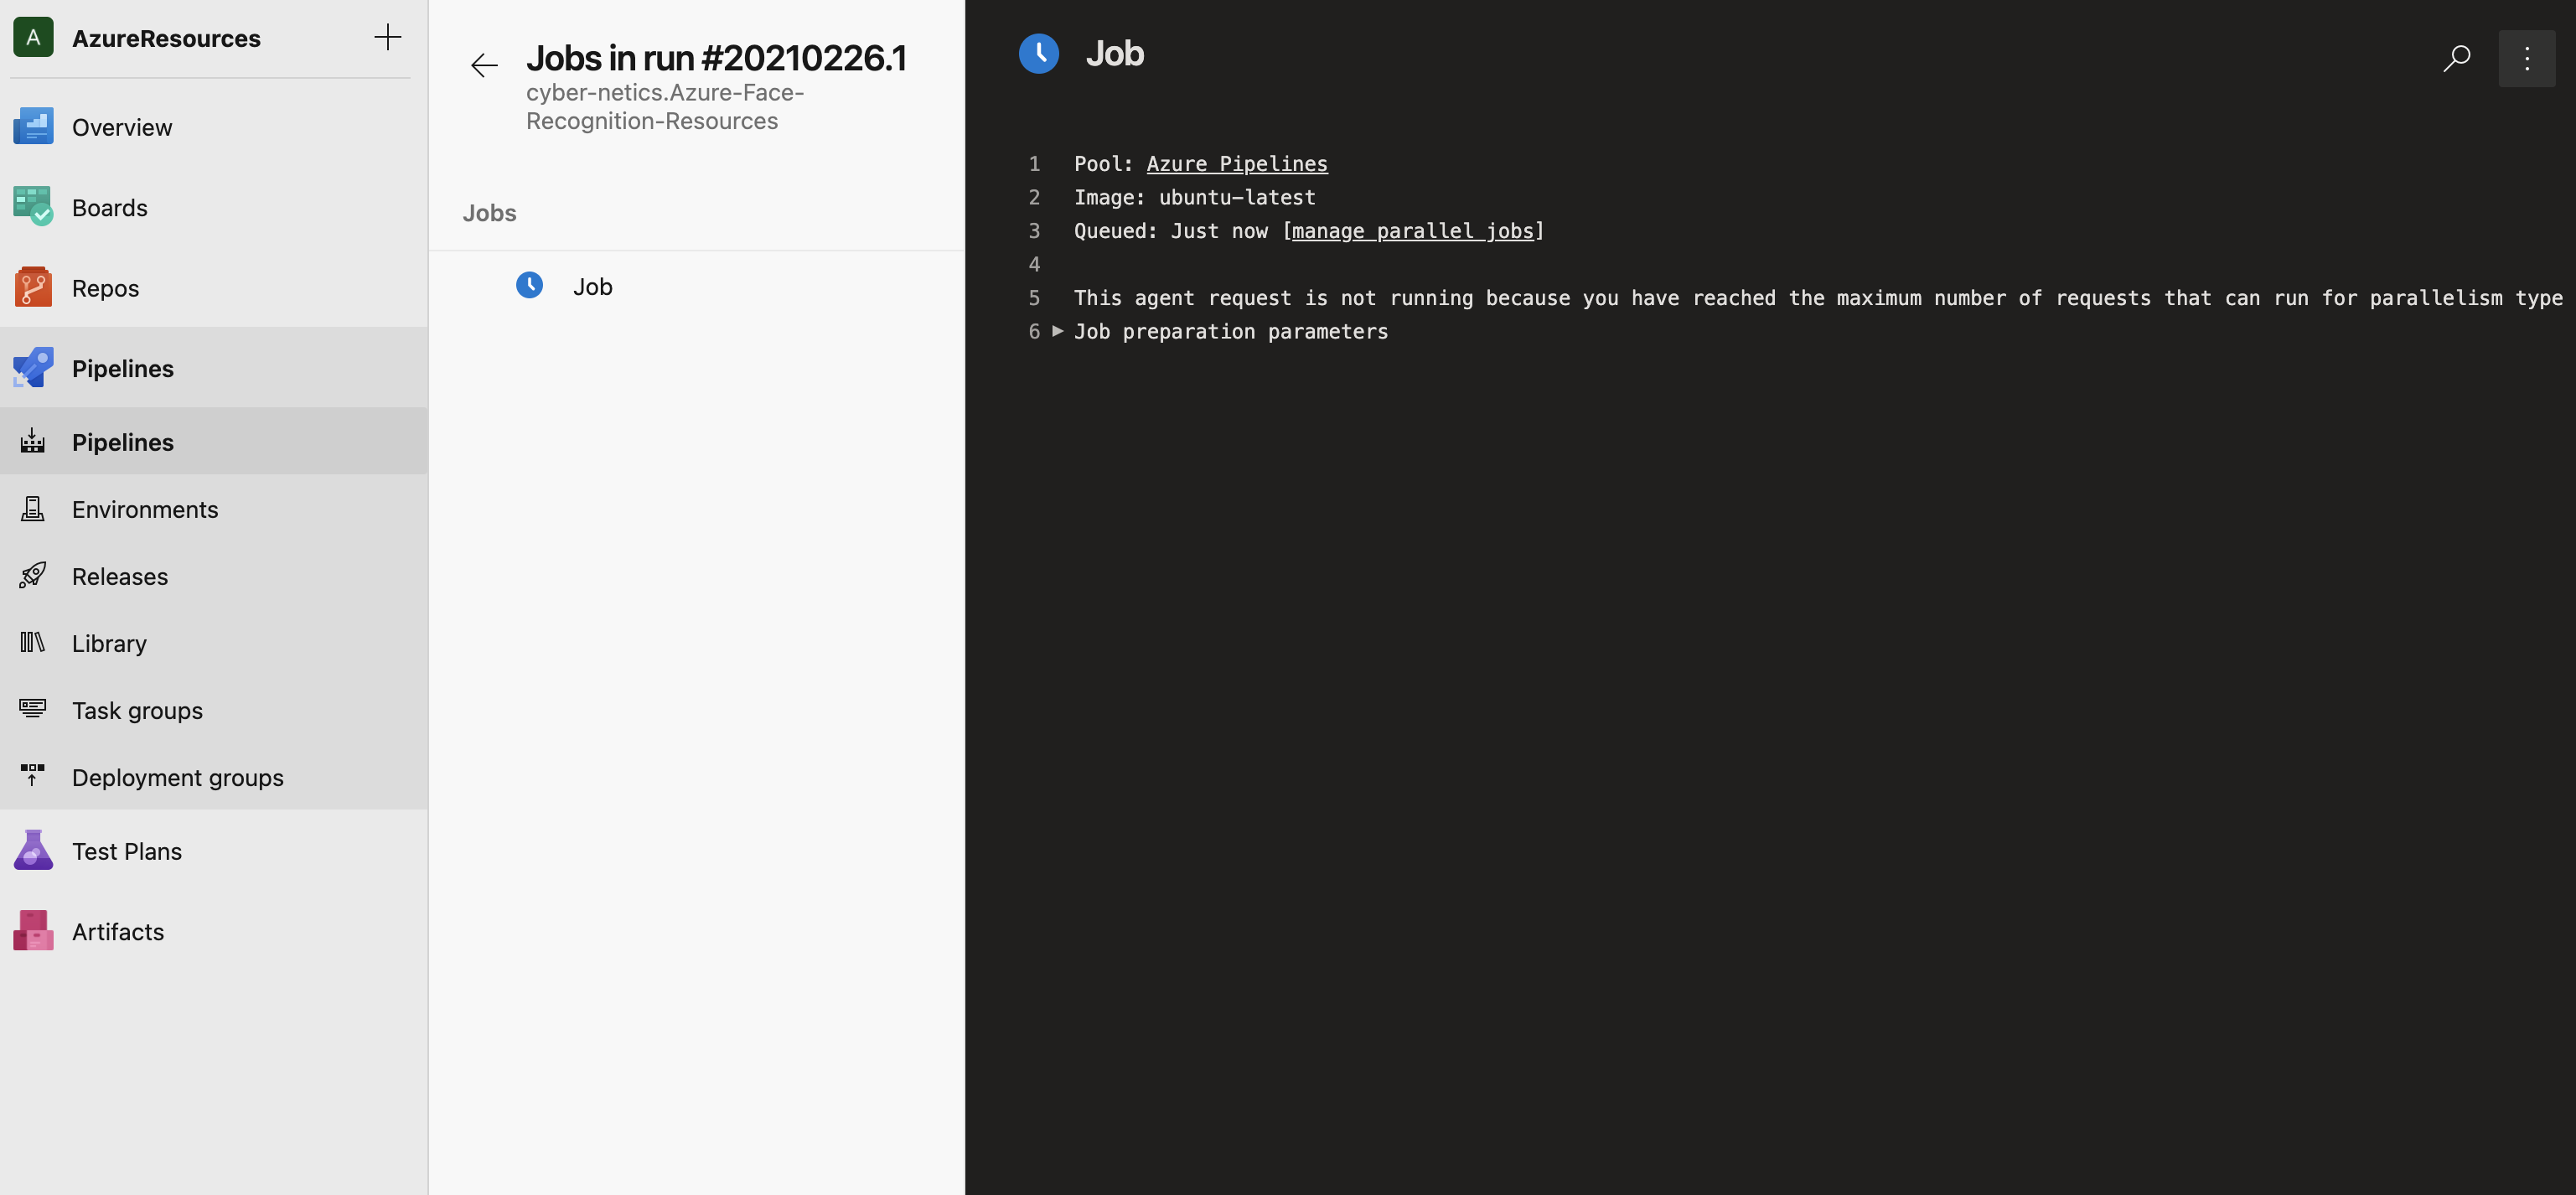 A AzureResources
Overview
Boards
Repos
Pipelines
Pipelines
Environments
Releases
Library
Task groups
Deployment groups
Test Plans
Artifacts
Jobs in run #20210226.1
cyber-netics.Azure-Face-
Recognition-Resources
Jobs
Job
Job
1 Pool: Azure Pipelines
2 Image: ubuntu-latest
3 Queued: Just now [manage parallel jobs]
4
5 This agent request is not running because you have reached the maximum number of requests that can run for parallelism type
6 Job preparation parameters